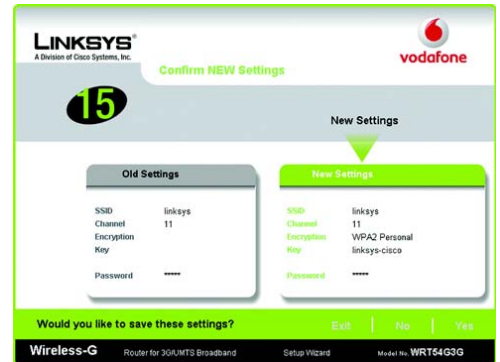 LINKSYS®
A Division of Cisco Systems, Inc.
vodafone
Confirm NEW Settings
15
New Settings
Old Settings
SSID linksys
Channel 11
Encryption
Key
Password *****
New Settings
SSID linksys
Channel 11
Encryption WPA2 Personal
Key linksys-cisco
Password *****
Would you like to save these settings?
Exit No Yes
Wireless-G Router for 3G/UMTS Broadband Setup Wizard Model No. WRT54G3G